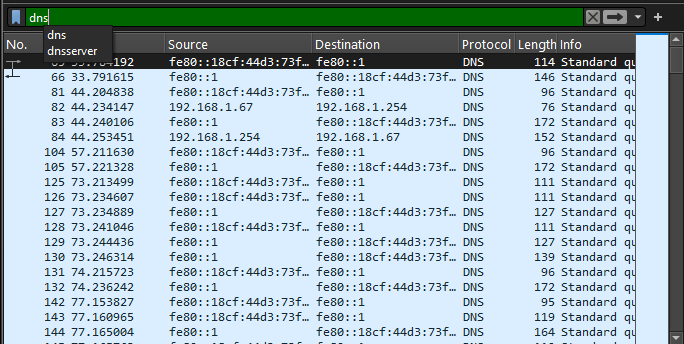 dns
dns
dnsserver
No. Source Destination Protocol Length Info
fe80::18cf:44d3:73f… fe80::1 DNS 114 Standard qu
66 33.791615 fe80::1 fe80::18cf:44d3:73f… DNS 146 Standard qu
81 44.204838 fe80::18cf:44d3:73f… fe80::1 DNS 96 Standard qu
82 44.234147 192.168.1.67 192.168.1.254 DNS 76 Standard qu
83 44.240106 fe80::1 fe80::18cf:44d3:73f… DNS 172 Standard qu
84 44.253451 192.168.1.254 192.168.1.67 DNS 152 Standard qu
104 57.211630 fe80::18cf:44d3:73f… fe80::1 DNS 96 Standard qu
105 57.221328 fe80::1 fe80::18cf:44d3:73f… DNS 172 Standard qu
125 73.213499 fe80::18cf:44d3:73f… fe80::1 DNS 111 Standard qu
126 73.234607 fe80::18cf:44d3:73f… fe80::1 DNS 111 Standard qu
127 73.234889 fe80::1 fe80::18cf:44d3:73f… DNS 127 Standard qu
128 73.241046 fe80::18cf:44d3:73f… fe80::1 DNS 111 Standard qu
129 73.244436 fe80::1 fe80::18cf:44d3:73f… DNS 127 Standard qu
130 73.246314 fe80::1 fe80::18cf:44d3:73f… DNS 139 Standard qu
131 74.215723 fe80::18cf:44d3:73f… fe80::1 DNS 96 Standard qu
132 74.236242 fe80::1 fe80::18cf:44d3:73f… DNS 172 Standard qu
142 77.153827 fe80::18cf:44d3:73f… fe80::1 DNS 95 Standard qu
143 77.160965 fe80::1 fe80::18cf:44d3:73f… DNS 119 Standard qu
144 77.165004 fe80::1 fe80::18cf:44d3:73f… DNS 164 Standard qu